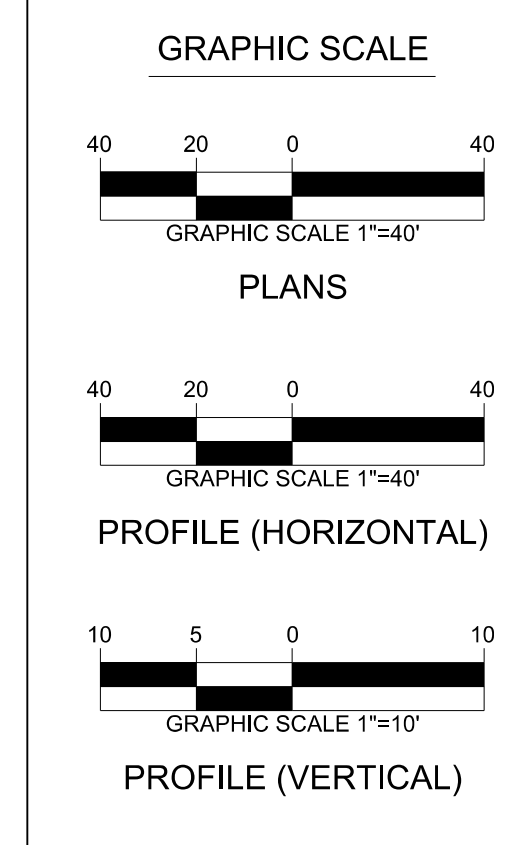 GRAPHIC SCALE
40 20 0 40
GRAPHIC SCALE 1"=40'
PLANS
40 20 0 40
GRAPHIC SCALE 1"=40'
PROFILE (HORIZONTAL)
10 5 0 10
GRAPHIC SCALE 1"=10'
PROFILE (VERTICAL)